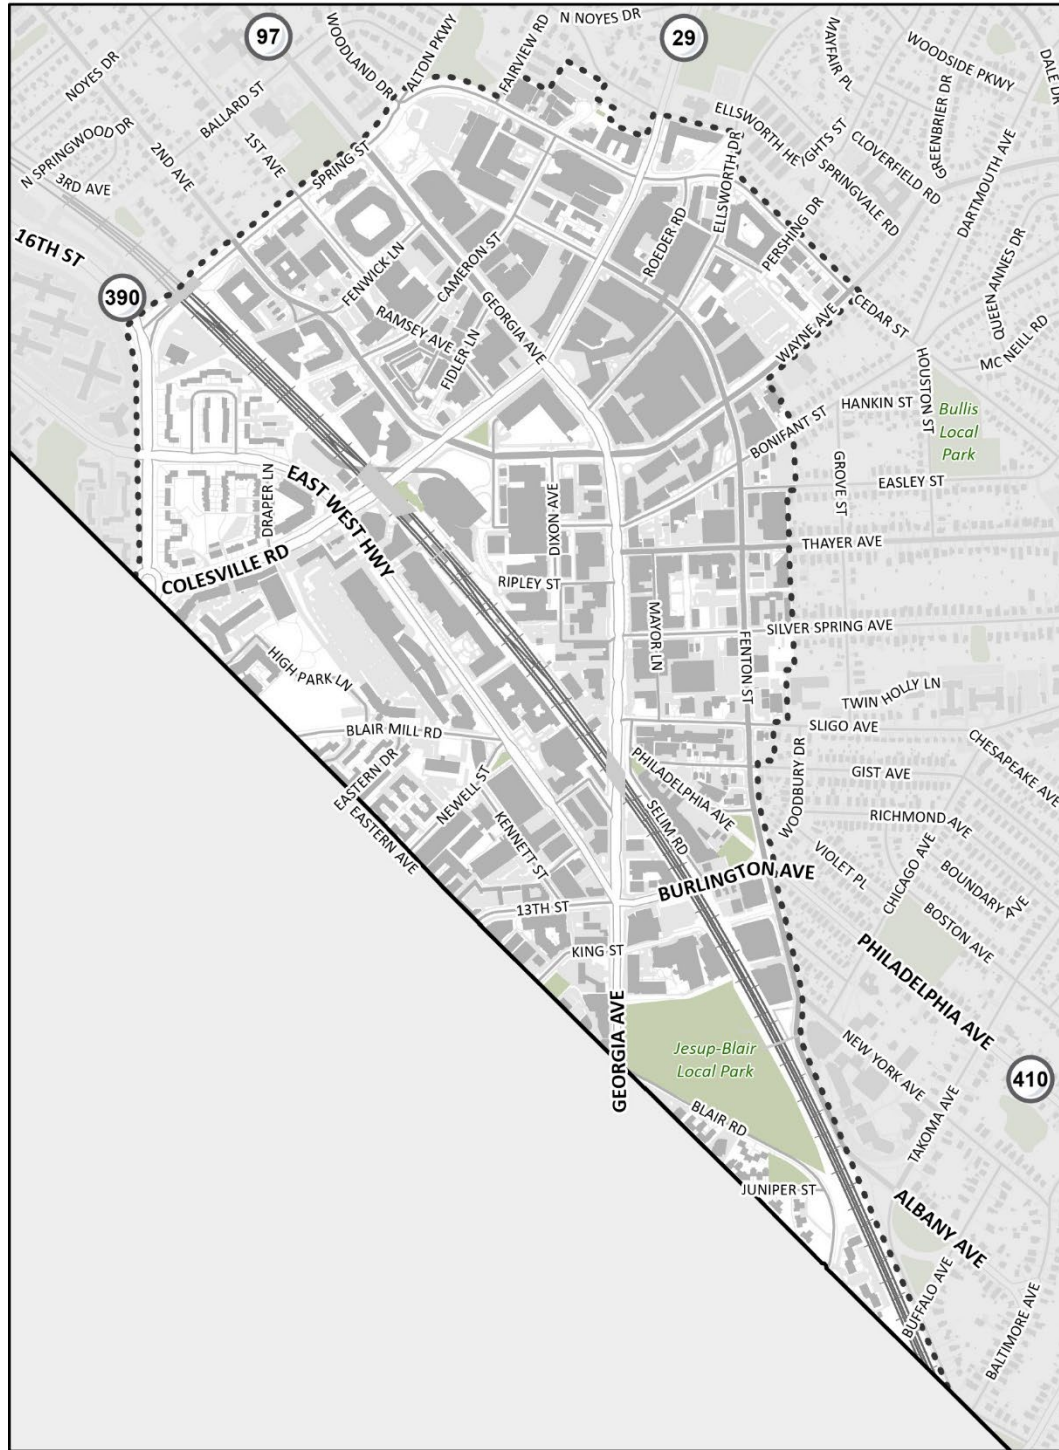 97
29
N NOYES DR
FAIRVIEW RD
ALTON PKWY
WOODLAND DR
MAYFAIR PL
WOODSIDE PKWY
DALE DR
NOYES DR
BALLARD ST
GREENBRIER DR
N SPRINGWOOD DR
2ND AVE
1ST AVE
SPRING ST
ELLSWORTH HEIGHTS ST
CLOVERFIELD RD
SPRINGVALE RD
DARTMOUTH AVE
3RD AVE
ELLSWORTH DR
PERSHING DR
ROEDER RD
16TH ST
390
FENWICK LN
CAMERON ST
GEORGIA AVE
RAMSEY AVE
FIDLER LN
QUEEN ANNES DR
MC NEILL RD
CEDAR ST
WAYNE AVE
HOUSTON ST
HANKIN ST
BONIFANT ST
Bullis
Local
Park
EASLEY ST
GROVE ST
DRAPER LN
EAST WEST HWY
DIXON AVE
THAYER AVE
COLESVILLE RD
RIPLEY ST
MAYOR LN
SILVER SPRING AVE
FENTON ST
HIGH PARK LN
TWIN HOLLY LN
SLIGO AVE
BLAIR MILL RD
WOODBURY DR
CHESAPEAKE AVE
EASTERN DR
NEWELL ST
PHILADELPHIA AVE
GIST AVE
EASTERN AVE
KENNETT ST
SELIM RD
RICHMOND AVE
VIOLET PL
CHICAGO AVE
BOUNDARY AVE
BURLINGTON AVE
13TH ST
BOSTON AVE
KING ST
PHILADELPHIA AVE
GEORGIA AVE
Jesup-Blair
Local Park
NEW YORK AVE
410
BLAIR RD
TAKOMA AVE
JUNIPER ST
ALBANY AVE
BUFFALO AVE
BALTIMORE AVE